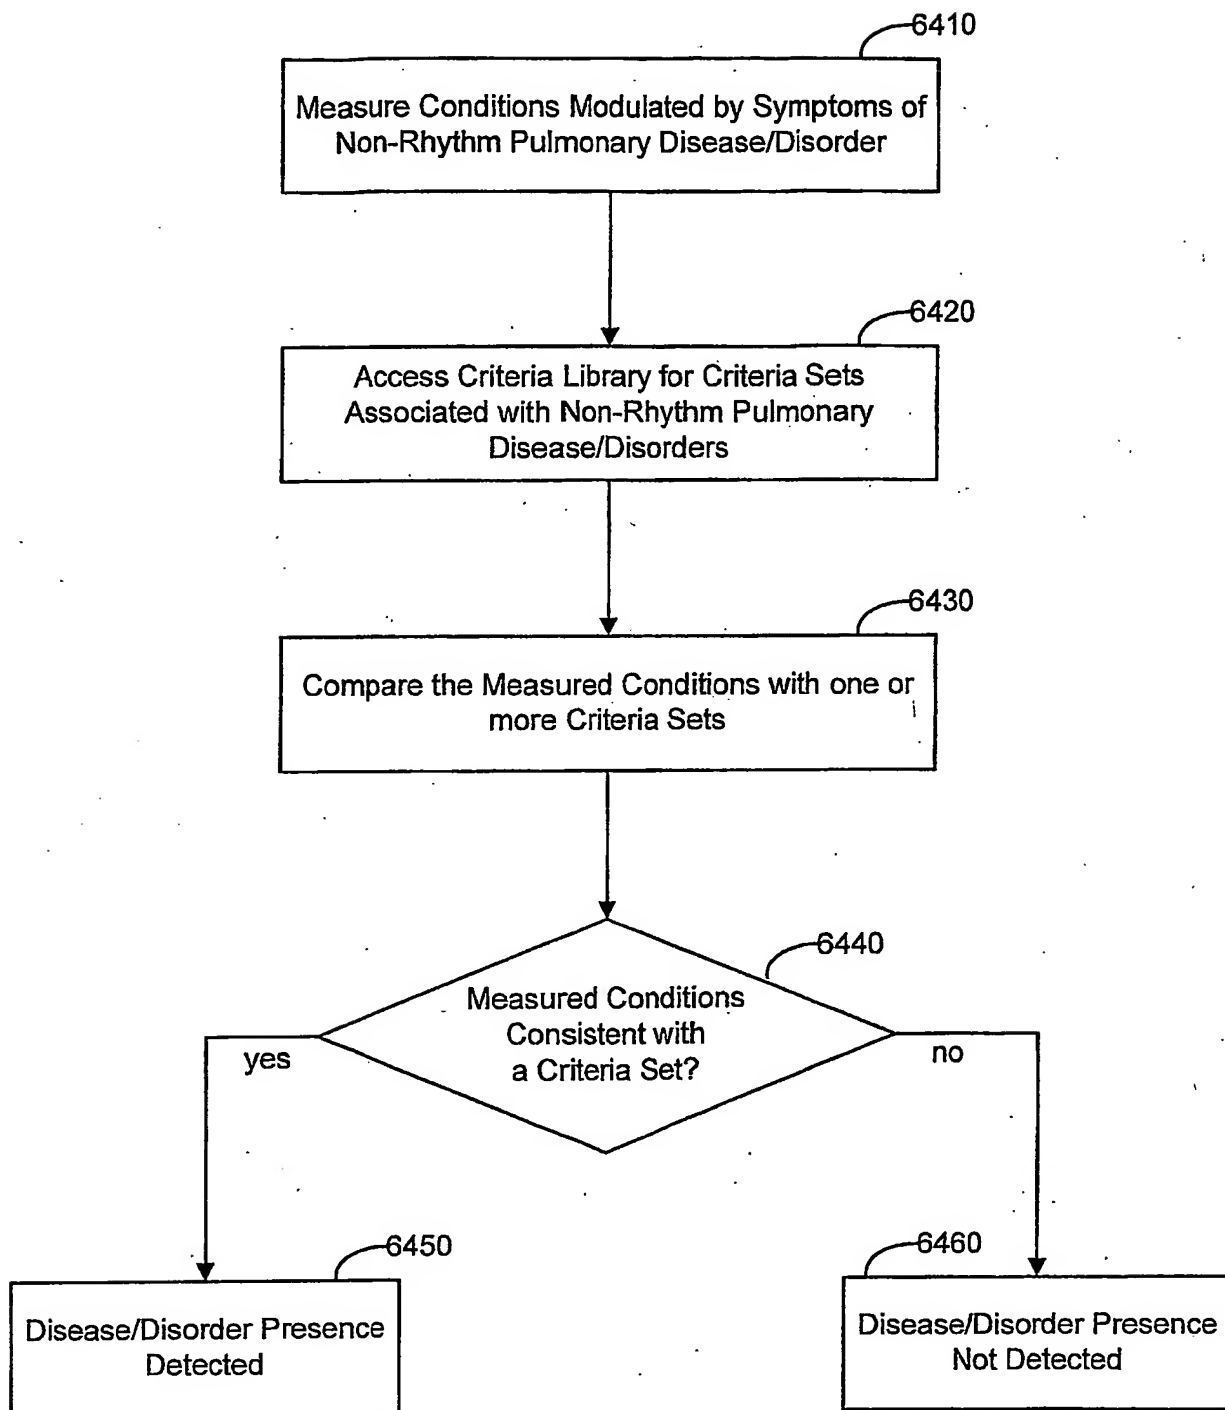 6410
Measure Conditions Modulated by Symptoms of
Non-Rhythm Pulmonary Disease/Disorder
6420
Access Criteria Library for Criteria Sets
Associated with Non-Rhythm Pulmonary
Disease/Disorders
6430
Compare the Measured Conditions with one or
more Criteria Sets
6440
Measured Conditions
Consistent with
a Criteria Set?
yes
no
6450
Disease/Disorder Presence
Detected
6460
Disease/Disorder Presence
Not Detected